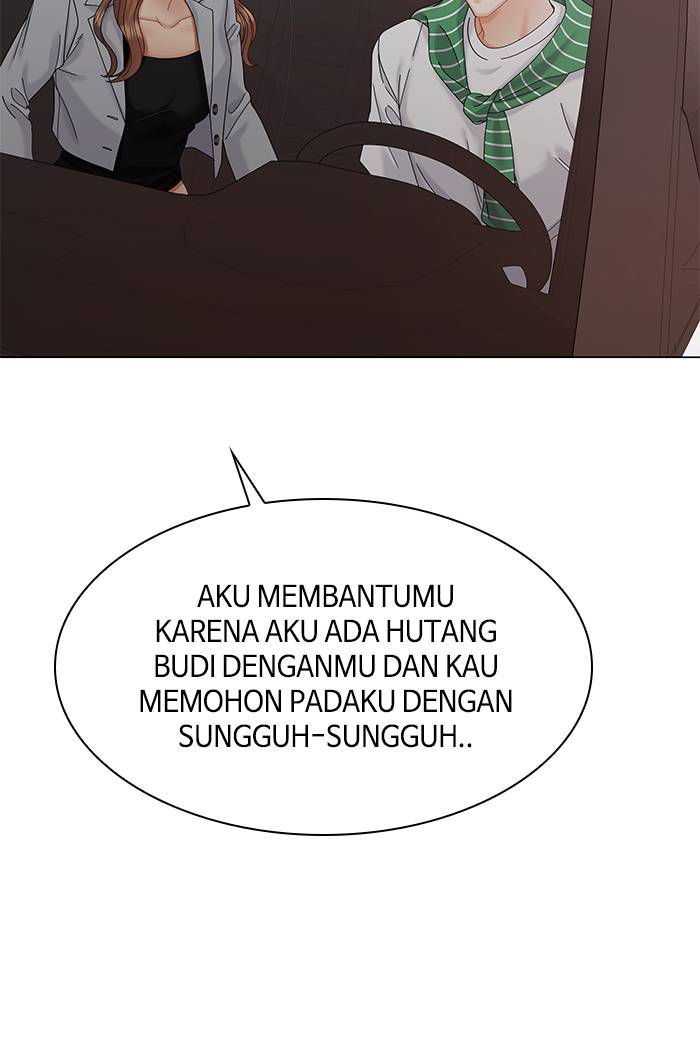 AKU MEMBANTUMU
KARENA AKU ADA HUTANG
BUDI DENGANMU DAN KAU
MEMOHON PADAKU DENGAN
SUNGGUH-SUNGGUH..